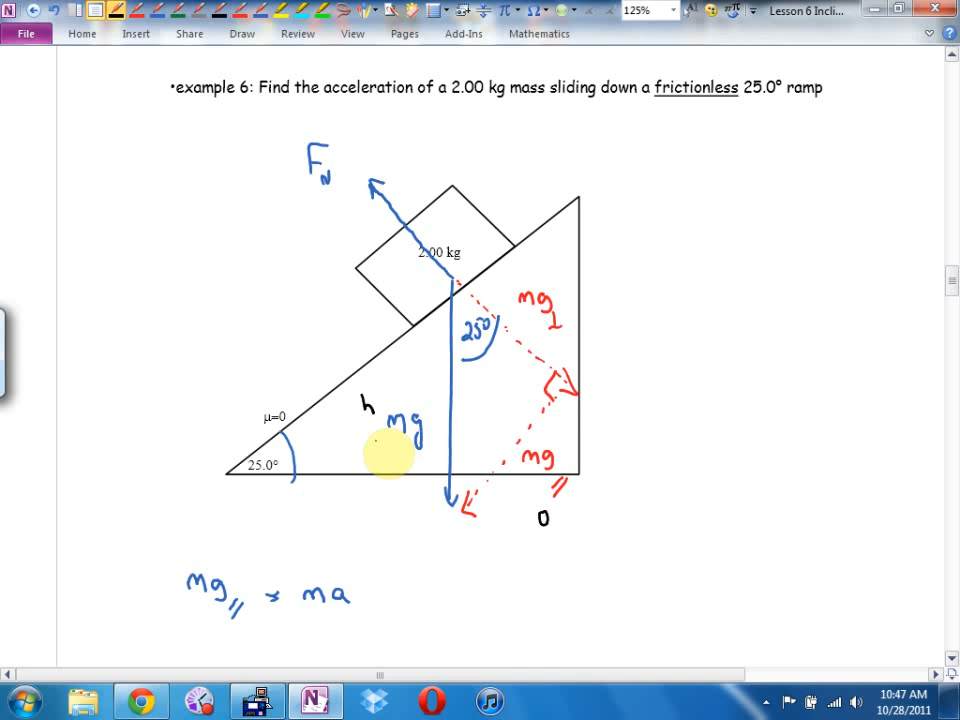 125%
Lesson 6 Incli...
File Home Insert Share Draw Review View Pages Add-Ins Mathematics
•example 6: Find the acceleration of a 2.00 kg mass sliding down a frictionless 25.0° ramp
F_N
2.00 kg
mg⊥
25°
h
μ=0
mg
mg∥
25.0°
o
mg∥ = ma
10:47 AM
10/28/2011